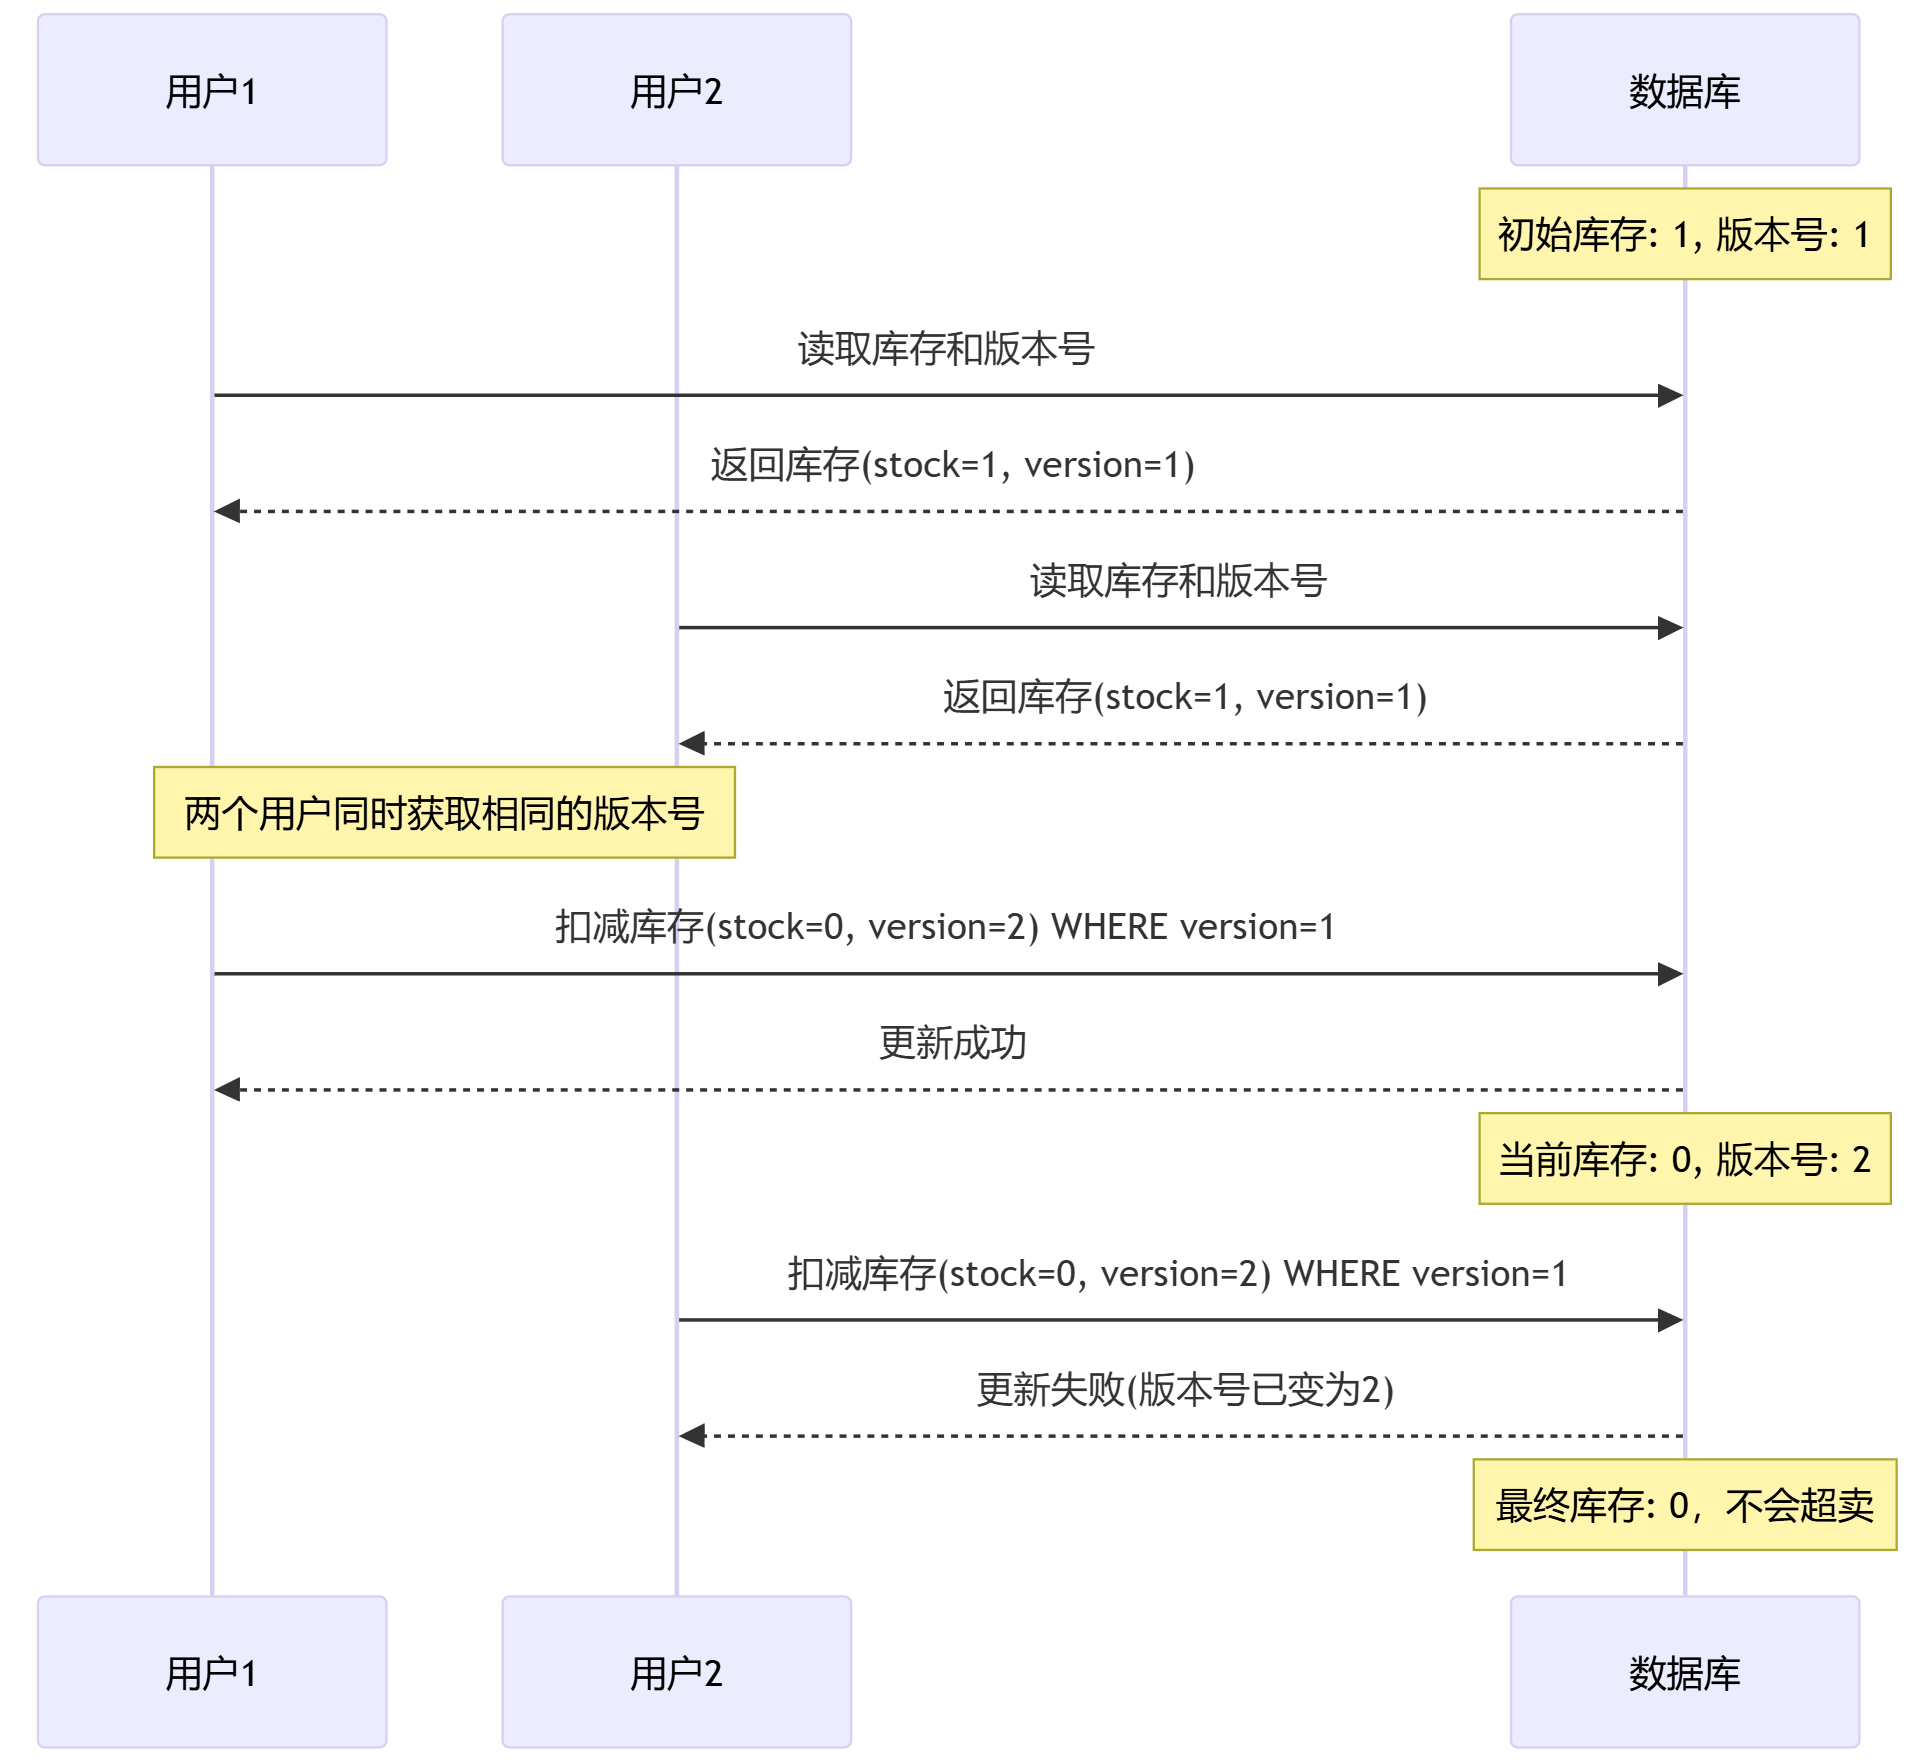 用户1
用户2
数据库
初始库存: 1, 版本号: 1
读取库存和版本号
返回库存(stock=1, version=1)
读取库存和版本号
返回库存(stock=1, version=1)
两个用户同时获取相同的版本号
扣减库存(stock=0, version=2) WHERE version=1
更新成功
当前库存: 0, 版本号: 2
扣减库存(stock=0, version=2) WHERE version=1
更新失败(版本号已变为2)
最终库存: 0，不会超卖
用户1
用户2
数据库